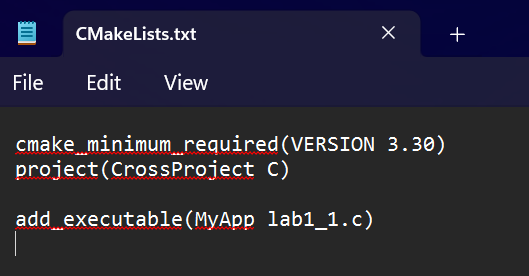 CMakeLists.txt
File Edit View
cmake_minimum_required(VERSION 3.30)
project(CrossProject C)
add_executable(MyApp lab1_1.c)